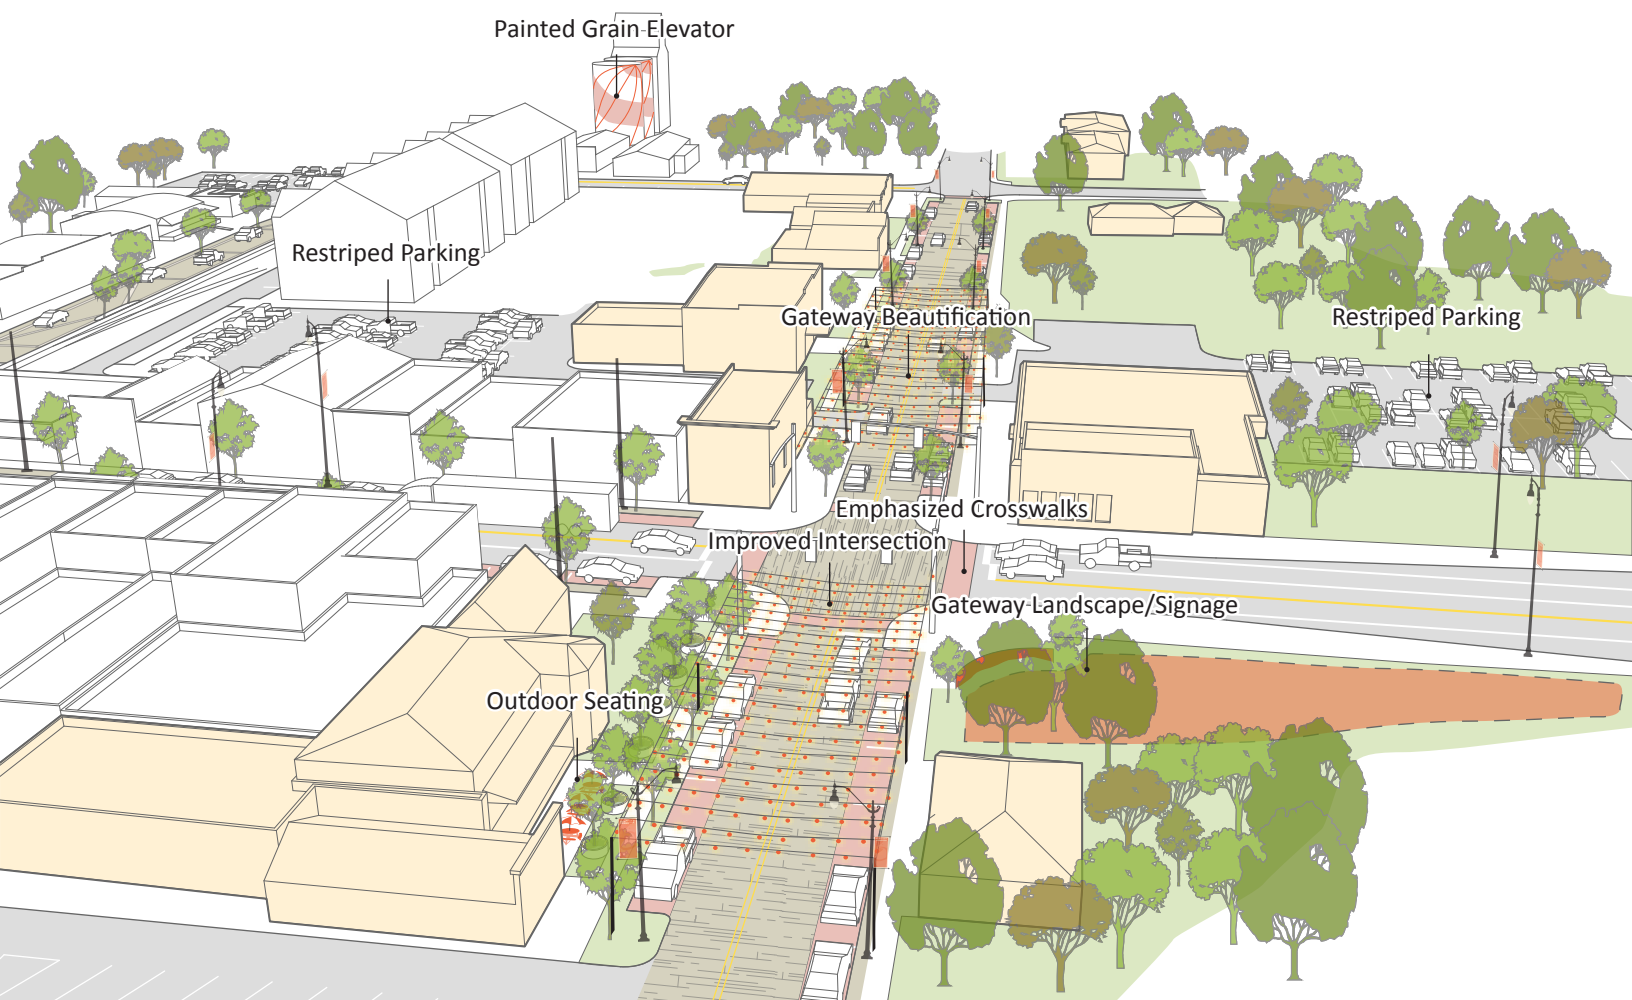 Painted Grain Elevator
Restriped Parking
Gateway Beautification
Restriped Parking
Emphasized Crosswalks
Improved Intersection
Gateway Landscape/Signage
Outdoor Seating